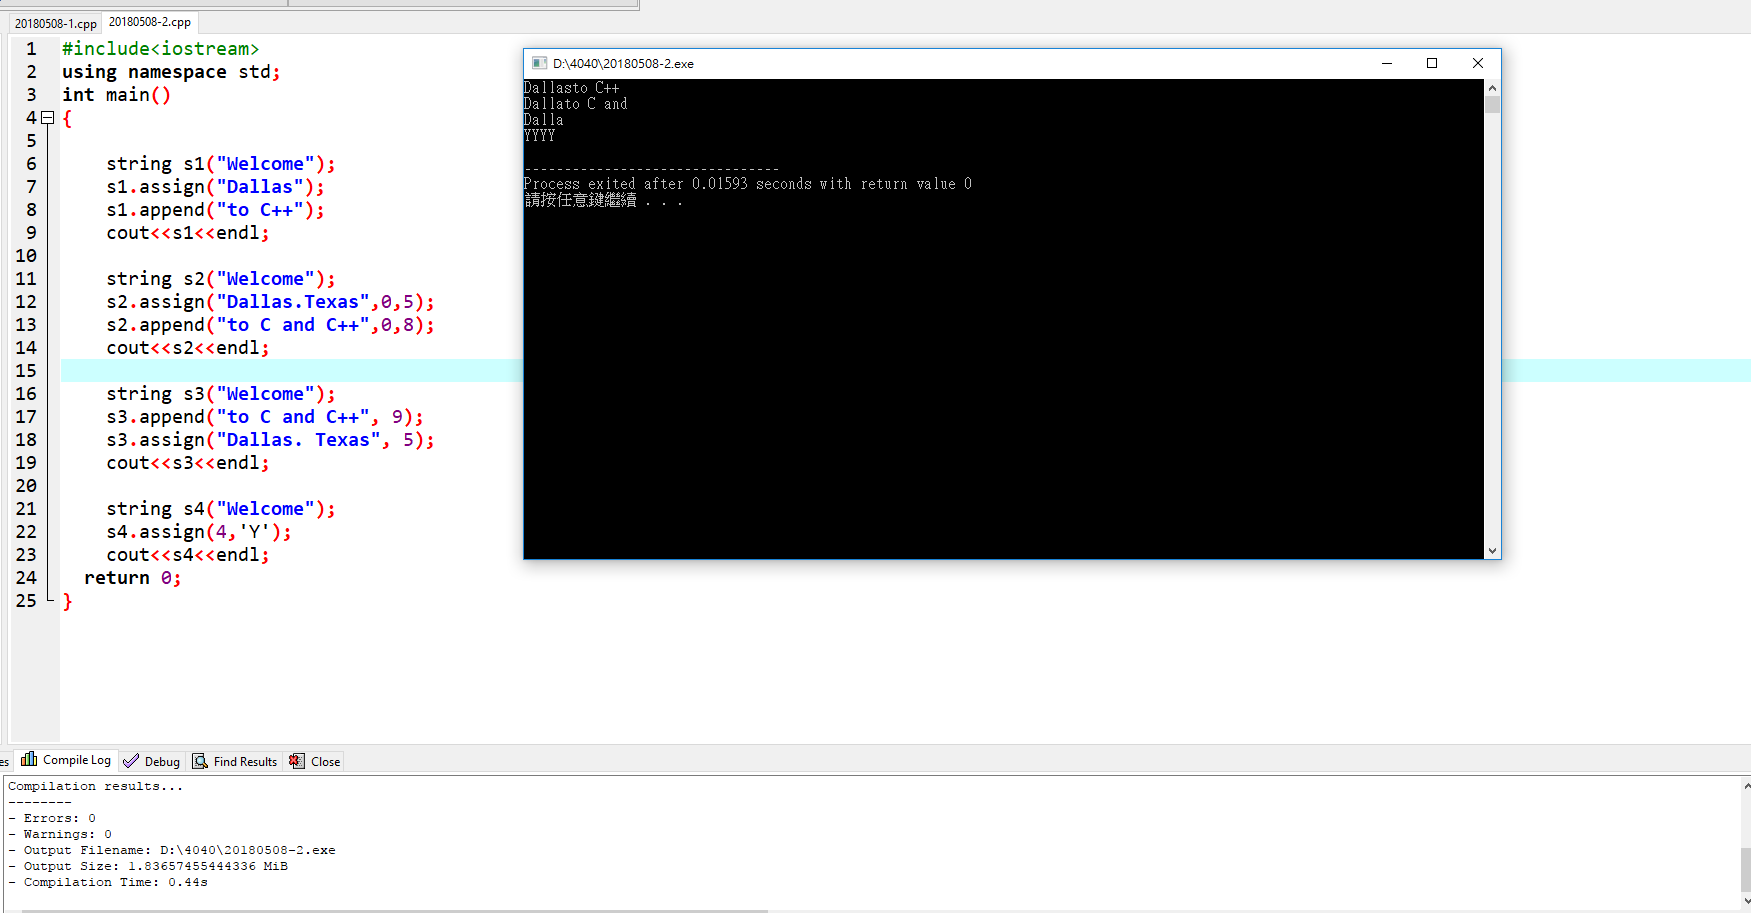 20180508-1.cpp 20180508-2.cpp
1 #include<iostream>
2 using namespace std;
3 int main()
4 {
5
6 string s1("Welcome");
7 s1.assign("Dallas");
8 s1.append("to C++");
9 cout<<s1<<endl;
10
11 string s2("Welcome");
12 s2.assign("Dallas.Texas",0,5);
13 s2.append("to C and C++",0,8);
14 cout<<s2<<endl;
15
16 string s3("Welcome");
17 s3.append("to C and C++", 9);
18 s3.assign("Dallas. Texas", 5);
19 cout<<s3<<endl;
20
21 string s4("Welcome");
22 s4.assign(4,'Y');
23 cout<<s4<<endl;
24 return 0;
25 }
D:\4040\20180508-2.exe
Dallasto C++
Dallato C and
Dalla
YYYY
--------------------------------
Process exited after 0.01593 seconds with return value 0
請按任意鍵繼續 . . .
es Compile Log Debug Find Results Close
Compilation results...
--------
- Errors: 0
- Warnings: 0
- Output Filename: D:\4040\20180508-2.exe
- Output Size: 1.83657455444336 MiB
- Compilation Time: 0.44s